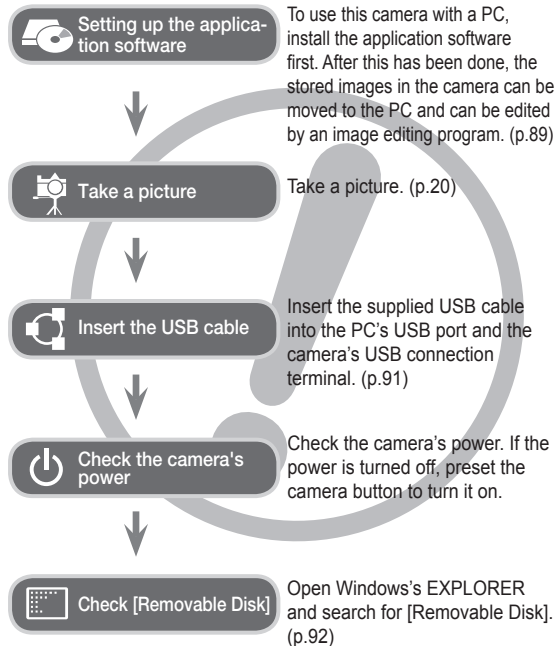 Setting up the applica-
tion software
To use this camera with a PC,
install the application software
first. After this has been done, the
stored images in the camera can be
moved to the PC and can be edited
by an image editing program. (p.89)
Take a picture
Take a picture. (p.20)
Insert the USB cable
Insert the supplied USB cable
into the PC's USB port and the
camera's USB connection
terminal. (p.91)
Check the camera's
power
Check the camera's power. If the
power is turned off, preset the
camera button to turn it on.
Check [Removable Disk]
Open Windows's EXPLORER
and search for [Removable Disk].
(p.92)